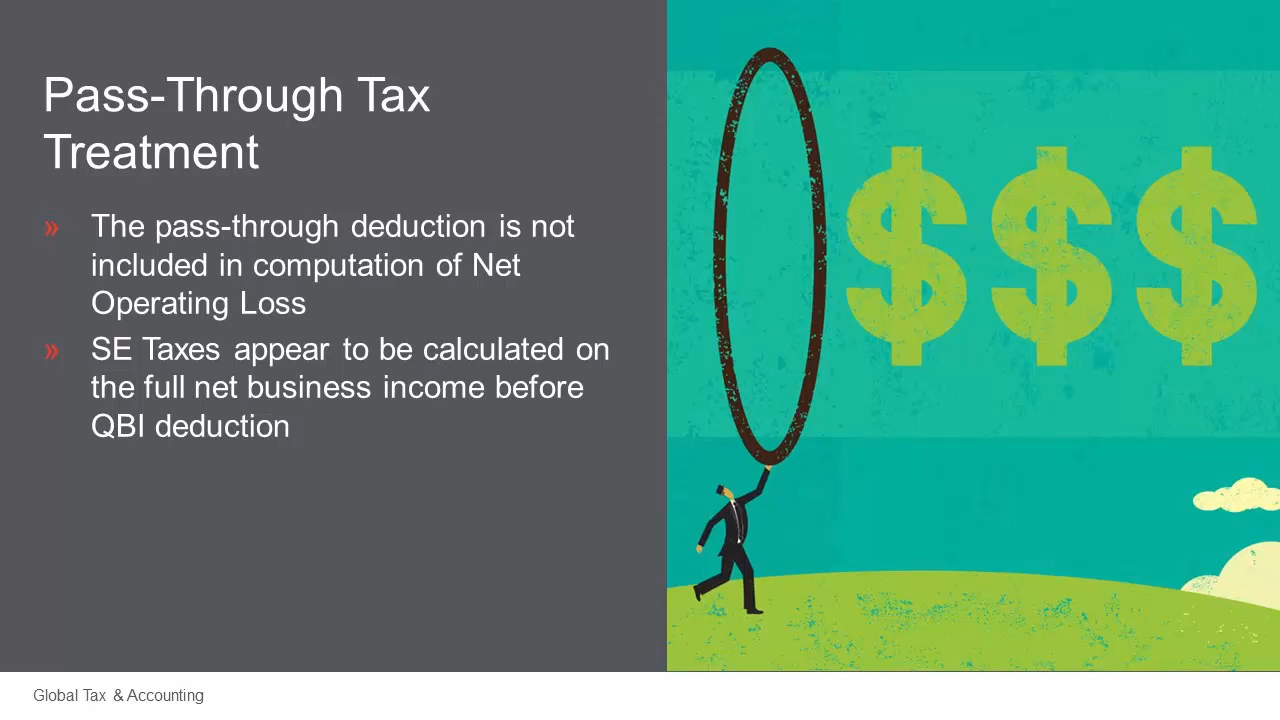 Pass-Through Tax
Treatment
» The pass-through deduction is not
included in computation of Net
Operating Loss
» SE Taxes appear to be calculated on
the full net business income before
QBI deduction
$ $ $
Global Tax & Accounting